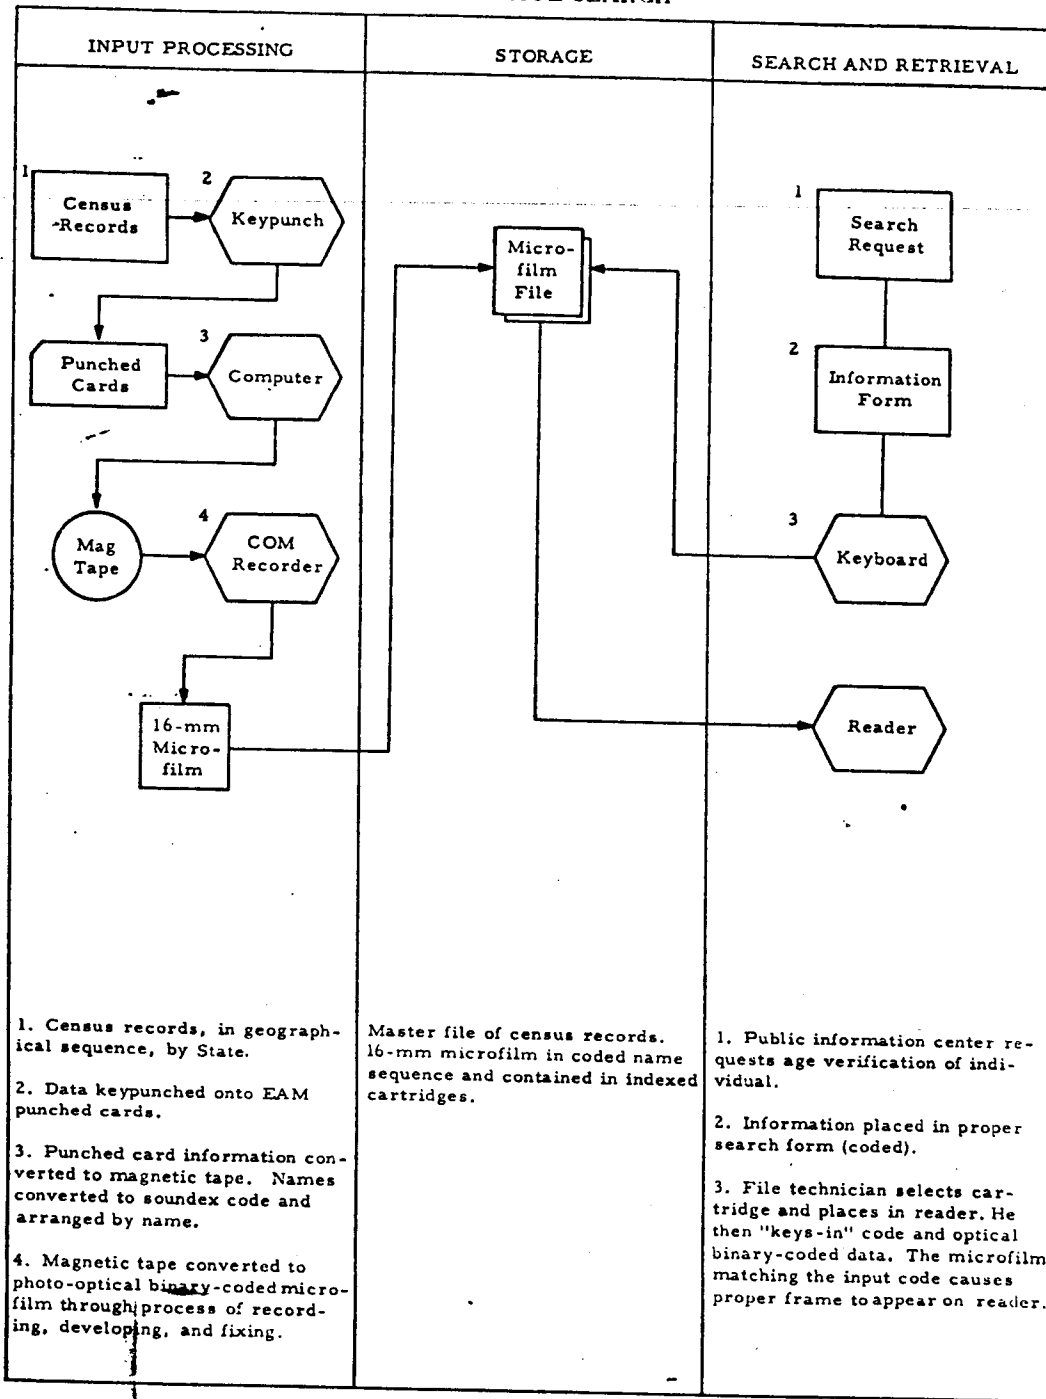 INPUT PROCESSING
STORAGE
SEARCH AND RETRIEVAL
1
Census
Records
2
Keypunch
Punched
Cards
3
Computer
Mag
Tape
4
COM
Recorder
16-mm
Micro-
film
Micro-
film
File
1
Search
Request
2
Information
Form
3
Keyboard
Reader
1. Census records, in geograph-
ical sequence, by State.
2. Data keypunched onto EAM
punched cards.
3. Punched card information con-
verted to magnetic tape. Names
converted to soundex code and
arranged by name.
4. Magnetic tape converted to
photo-optical binary-coded micro-
film through process of record-
ing, developing, and fixing.
Master file of census records.
16-mm microfilm in coded name
sequence and contained in indexed
cartridges.
1. Public information center re-
quests age verification of indi-
vidual.
2. Information placed in proper
search form (coded).
3. File technician selects car-
tridge and places in reader. He
then "keys-in" code and optical
binary-coded data. The microfilm
matching the input code causes
proper frame to appear on reader.